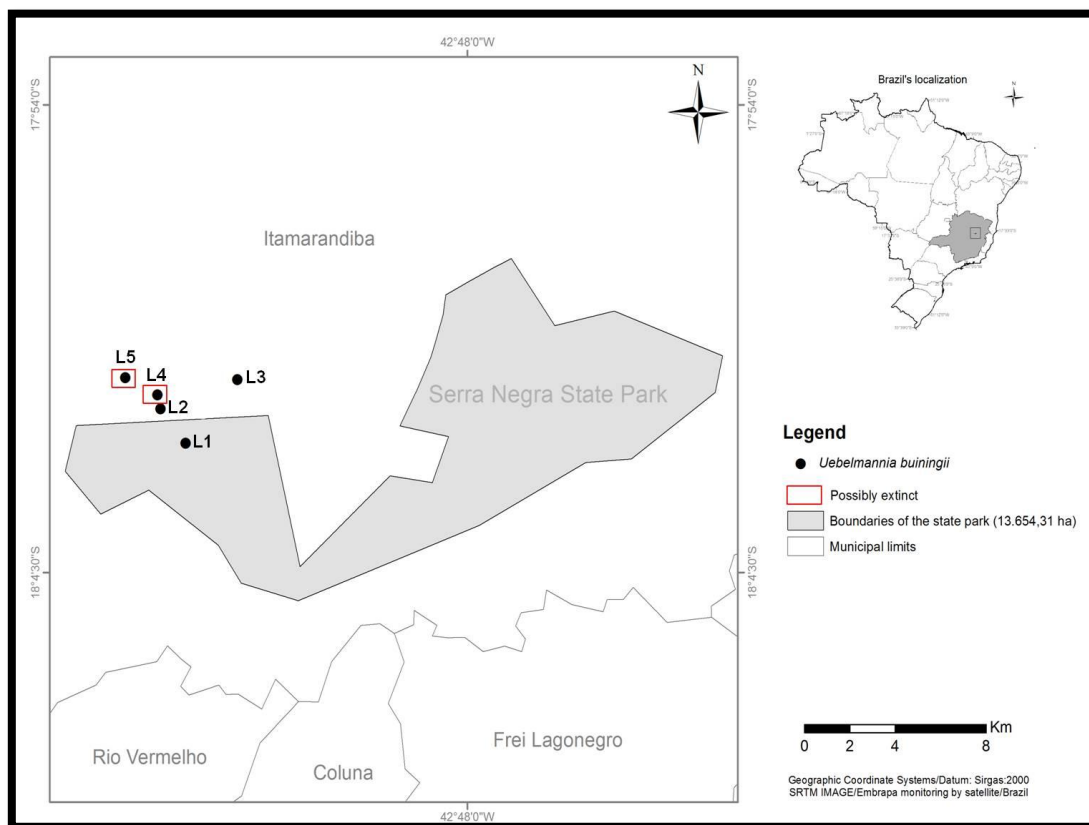 42°48'0"W
17°54'0"S
17°54'0"S
N
Brazil's localization
N
Itamarandiba
L5
L4
L3
L2
L1
Serra Negra State Park
Legend
Uebelmannia buiningii
Possibly extinct
Boundaries of the state park (13.654,31 ha)
Municipal limits
18°4'30"S
18°4'30"S
Rio Vermelho
Coluna
Frei Lagonegro
Km
0 2 4 8
Geographic Coordinate Systems/Datum: Sirgas:2000
SRTM IMAGE/Embrapa monitoring by satellite/Brazil
42°48'0"W